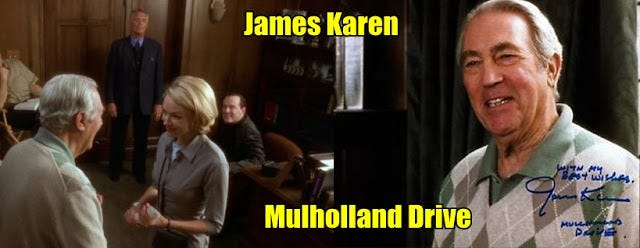 James Karen
Mulholland Drive
WITH MY
BEST WISHES.
MULHOLLAND
DRIVE.